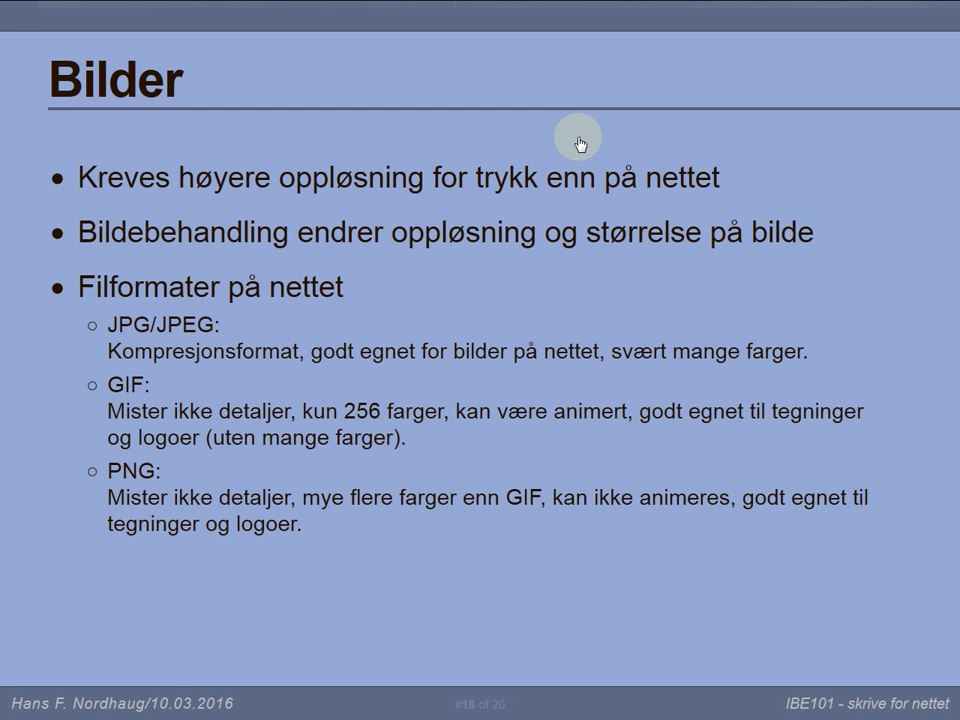 Bilder
• Kreves høyere oppløsning for trykk enn på nettet
• Bildebehandling endrer oppløsning og størrelse på bilde
• Filformater på nettet
○ JPG/JPEG:
Kompresjonsformat, godt egnet for bilder på nettet, svært mange farger.
○ GIF:
Mister ikke detaljer, kun 256 farger, kan være animert, godt egnet til tegninger
og logoer (uten mange farger).
○ PNG:
Mister ikke detaljer, mye flere farger enn GIF, kan ikke animeres, godt egnet til
tegninger og logoer.
Hans F. Nordhaug/10.03.2016
#18 of 20
IBE101 - skrive for nettet